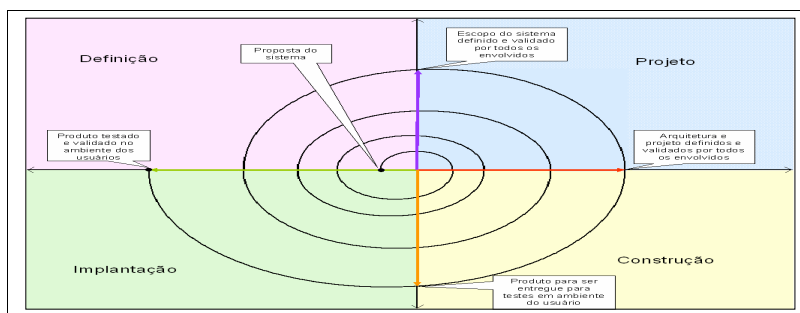 Definição
Proposta do
sistema
Escopo do sistema
definido e validado
por todos os
envolvidos
Projeto
Produto testado
e validado no
ambiente dos
usuários
Arquitetura e
projeto definidos e
validados por todos
os envolvidos
Implantação
Construção
Produto para ser
entregue para
testes em ambiente
do usuário